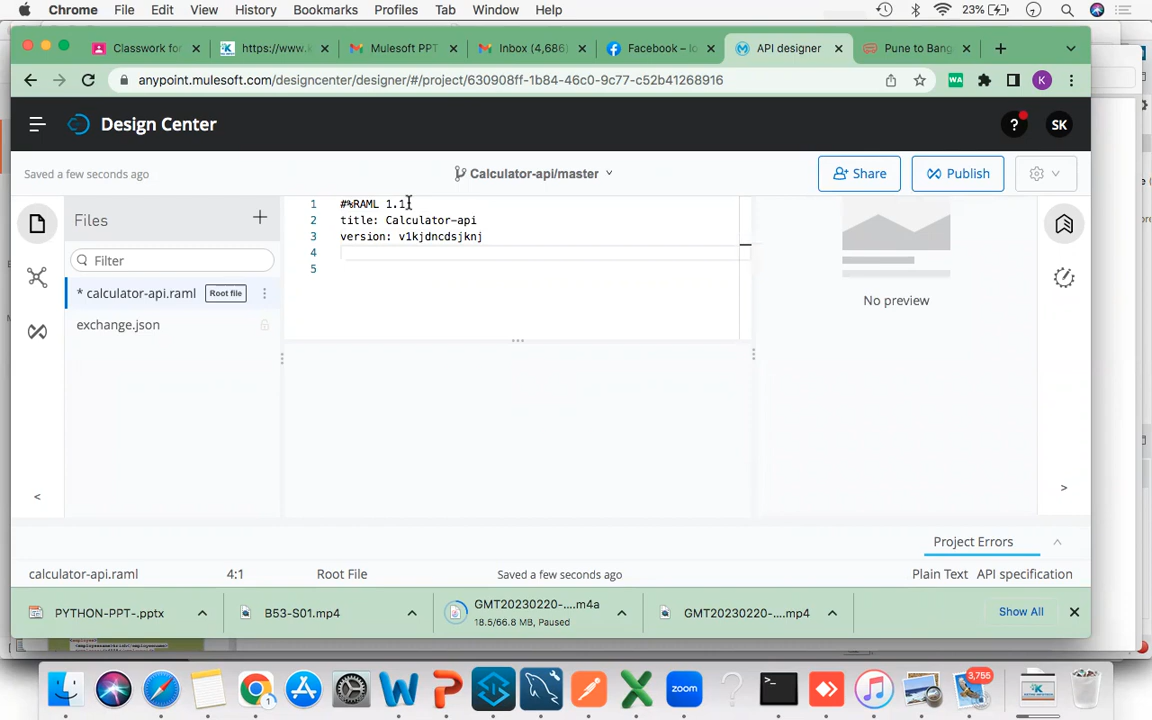 Chrome File Edit View History Bookmarks Profiles Tab Window Help 23%
Classwork for https://www.k Mulesoft PPT Inbox (4,686) Facebook – lo API designer Pune to Bang
anypoint.mulesoft.com/designcenter/designer/#/project/630908ff-1b84-46c0-9c77-c52b41268916 WA K
Design Center ? SK
Saved a few seconds ago Calculator-api/master Share Publish
Files
Filter
* calculator-api.raml Root file
exchange.json
1 #%RAML 1.1
2 title: Calculator-api
3 version: v1kjdncdsjknj
4
5
No preview
Project Errors
calculator-api.raml 4:1 Root File Saved a few seconds ago Plain Text API specification
PYTHON-PPT-.pptx B53-S01.mp4 GMT20230220-....m4a GMT20230220-....mp4 Show All
18.5/66.8 MB, Paused
zoom 3,755